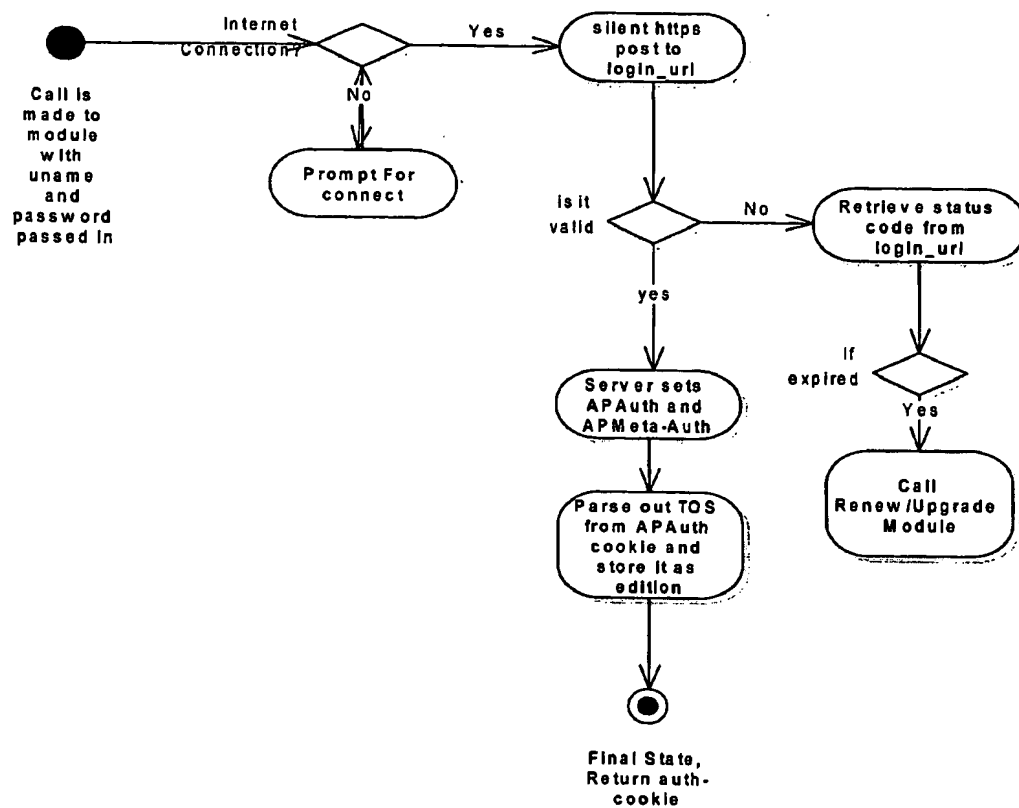 Internet
Connection?
Yes
silent https
post to
login_url
Call is
made to
module
with
uname
and
password
passed in
No
Prompt For
connect
is it
valid
No
Retrieve status
code from
login_url
yes
If
expired
Yes
Server sets
APAuth and
APMeta-Auth
Call
Renew/Upgrade
Module
Parse out TOS
from APAuth
cookie and
store it as
edition
Final State,
Return auth-
cookie